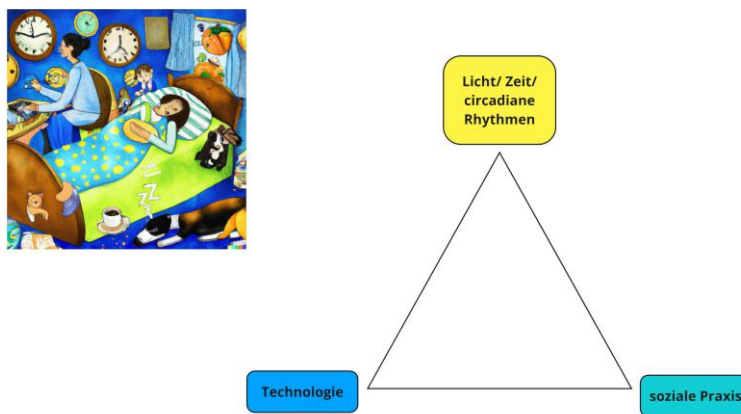 Licht/ Zeit/
circadiane
Rhythmen
Technologie
soziale Praxis